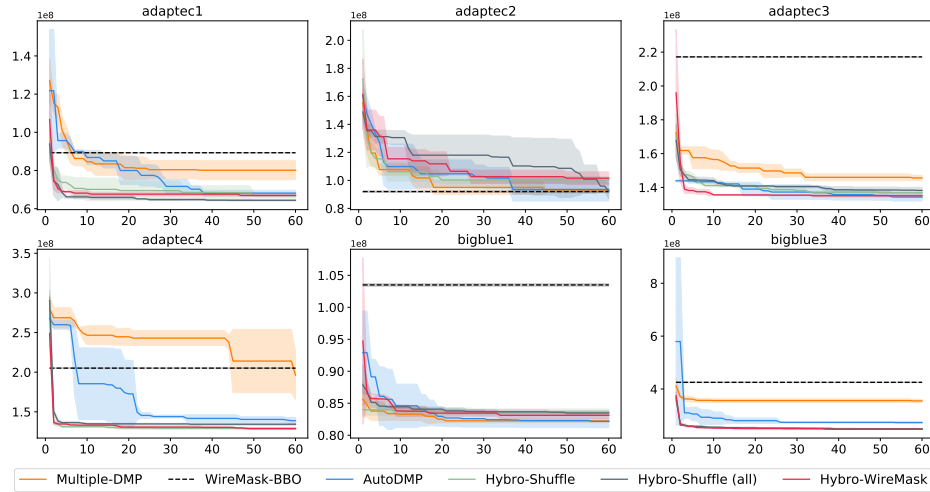 adaptec1 adaptec2 adaptec3
1e8 1e8 1e8
1.4 1.8 2.2
1.2 1.6 2.0
1.0 1.4 1.8
0.8 1.2 1.6
0.6 1.0 1.4
0.8
0 10 20 30 40 50 60 0 10 20 30 40 50 60 0 10 20 30 40 50 60
adaptec4 bigblue1 bigblue3
1e8 1e8 1e8
3.5 1.05 8
3.0 1.00 6
2.5 0.95 4
2.0 0.90
1.5 0.85
0.80
0 10 20 30 40 50 60 0 10 20 30 40 50 60 0 10 20 30 40 50 60
Multiple-DMP WireMask-BBO AutoDMP Hybro-Shuffle Hybro-Shuffle (all) Hybro-WireMask